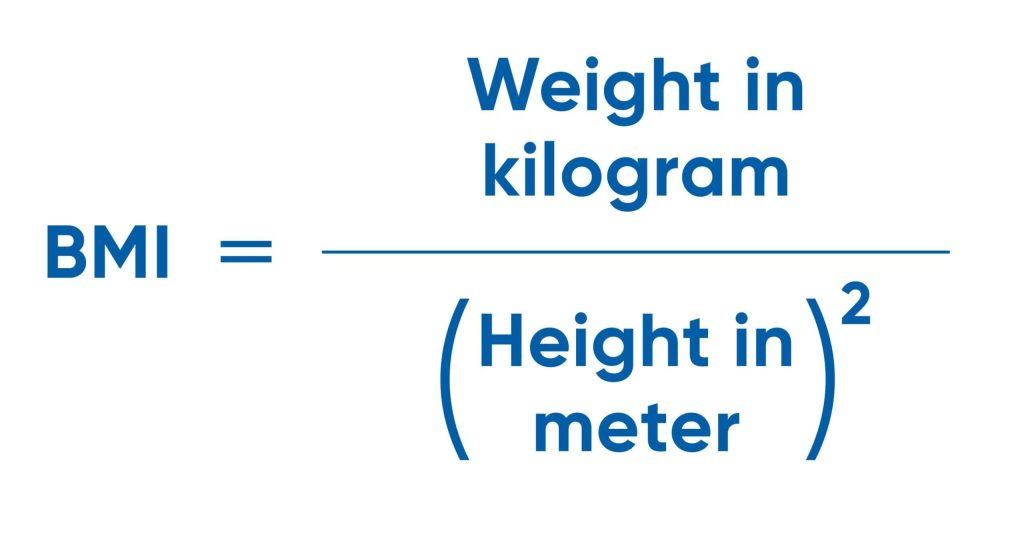 Weight in
kilogram
BMI =
(Height in
meter)²